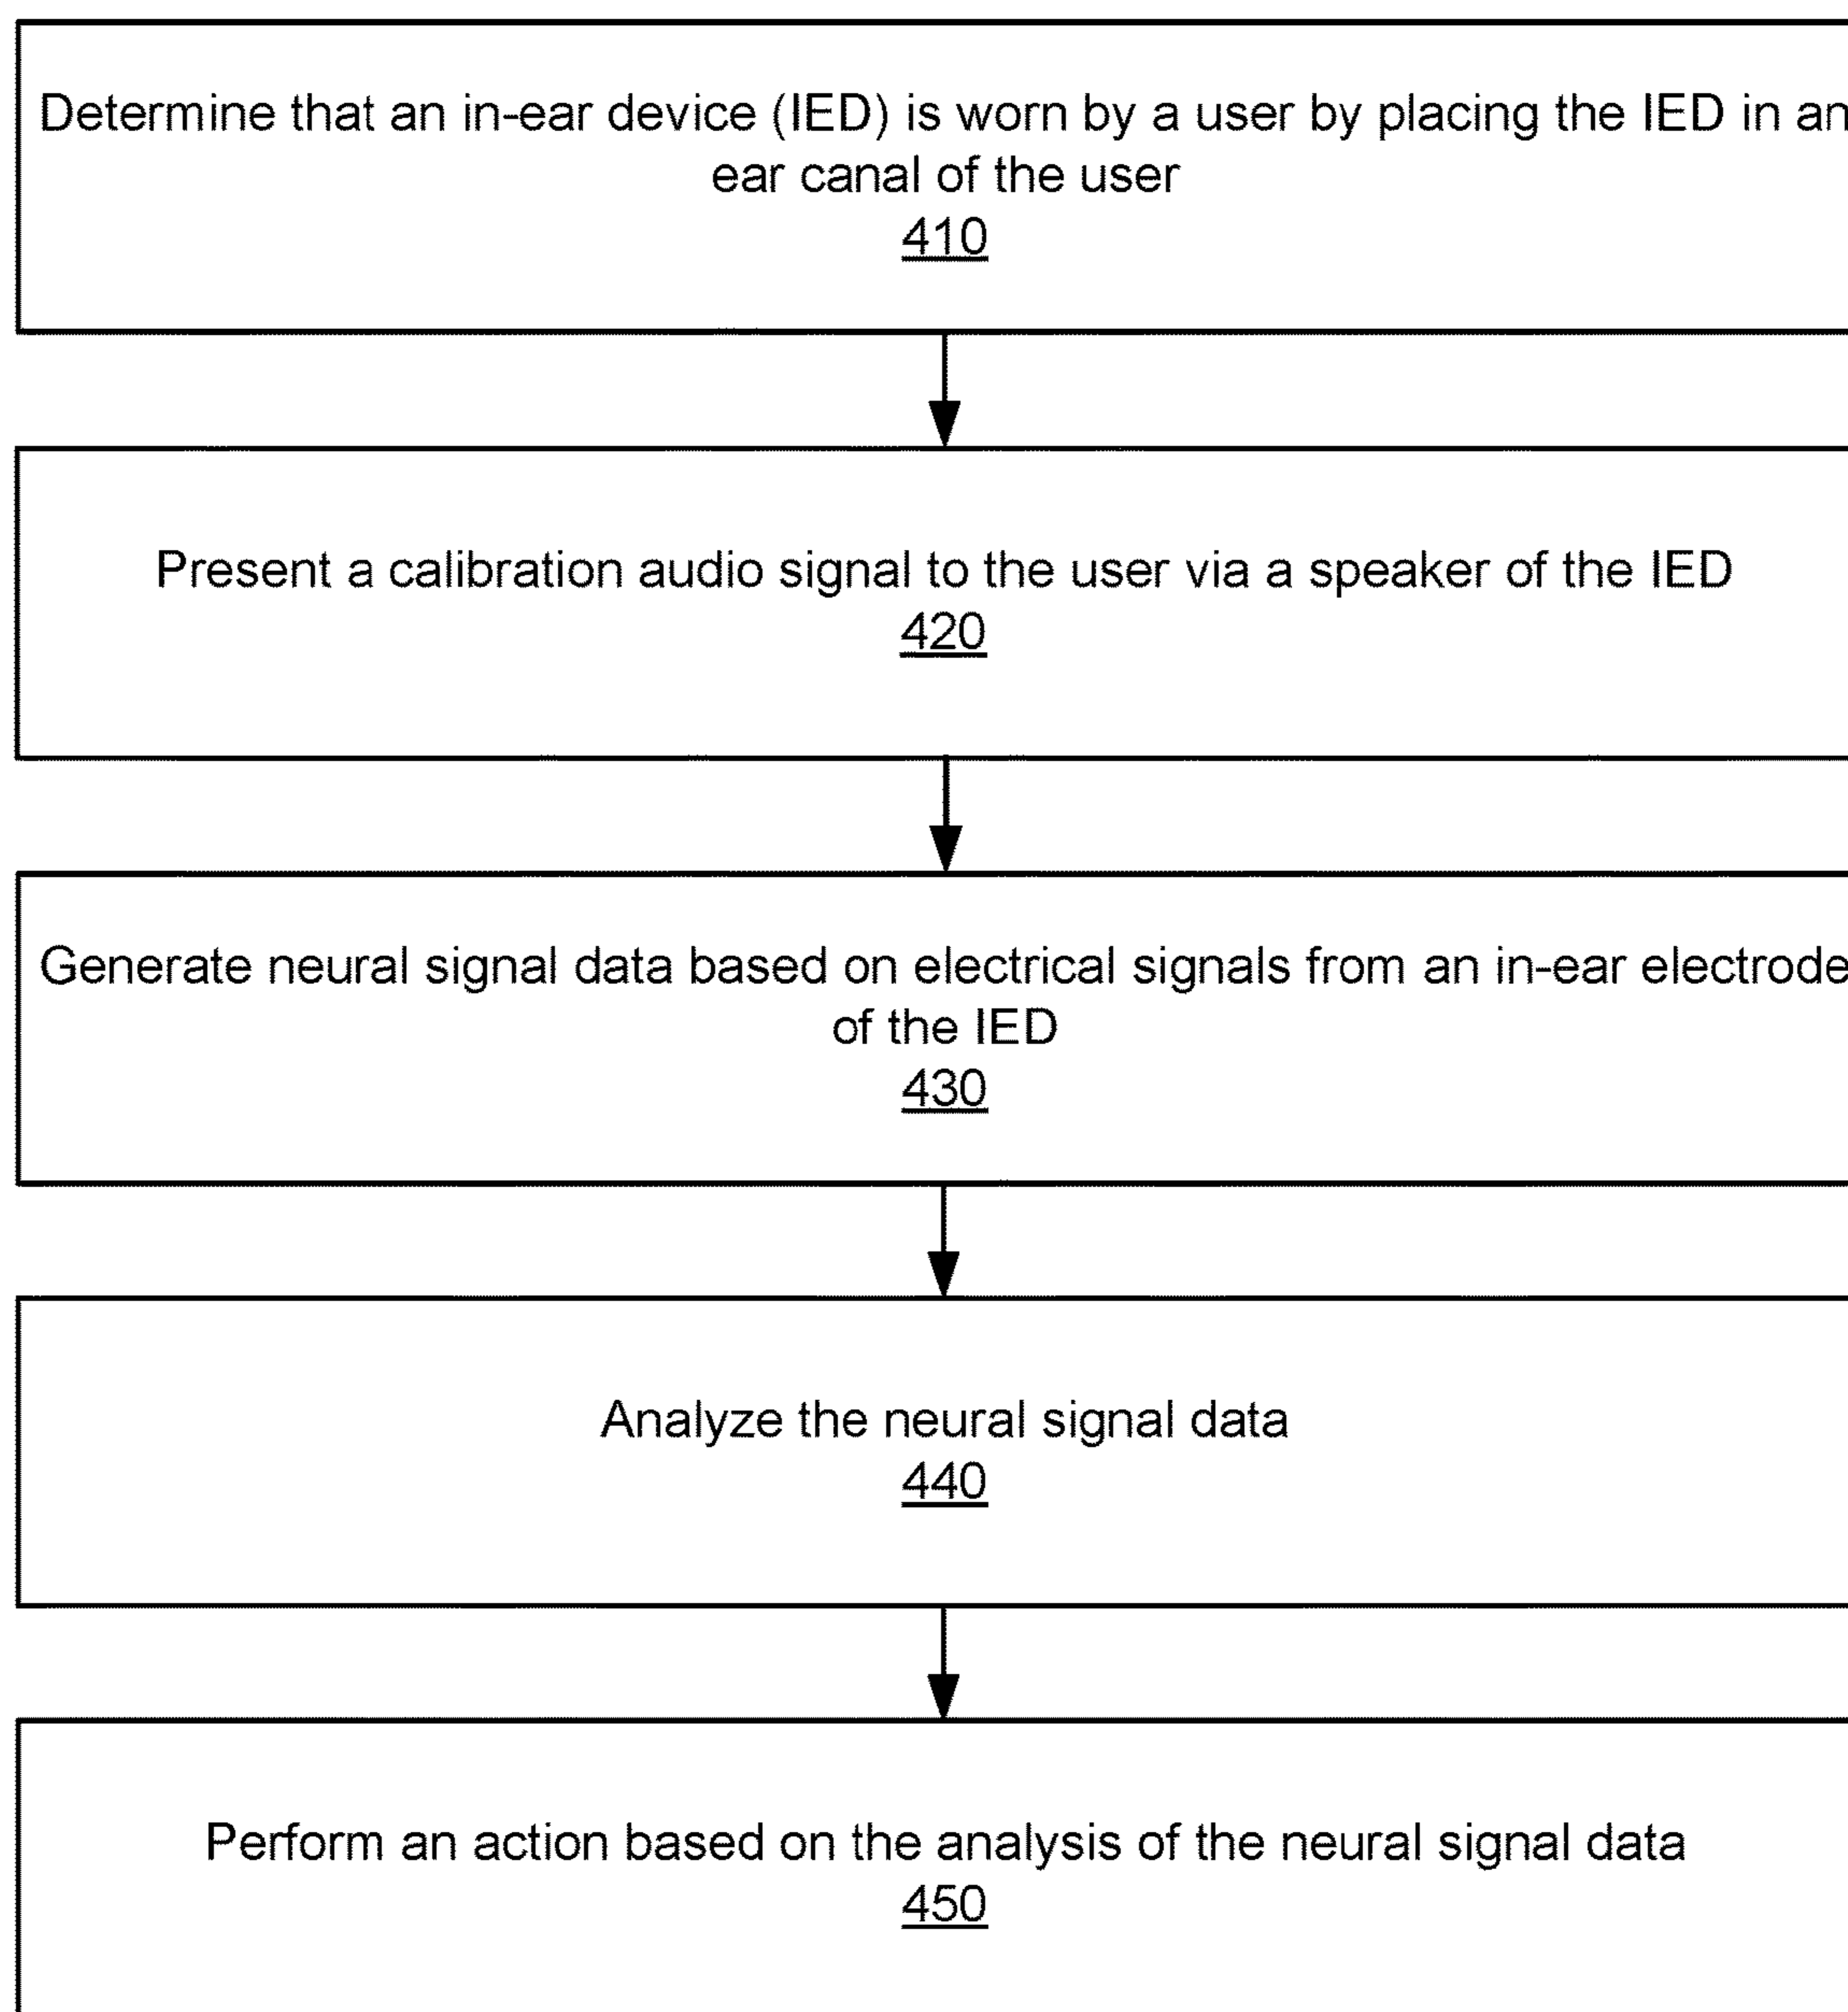 Determine that an in-ear device (IED) is worn by a user by placing the IED in an
ear canal of the user
410
Present a calibration audio signal to the user via a speaker of the IED
420
Generate neural signal data based on electrical signals from an in-ear electrode
of the IED
430
Analyze the neural signal data
440
Perform an action based on the analysis of the neural signal data
450